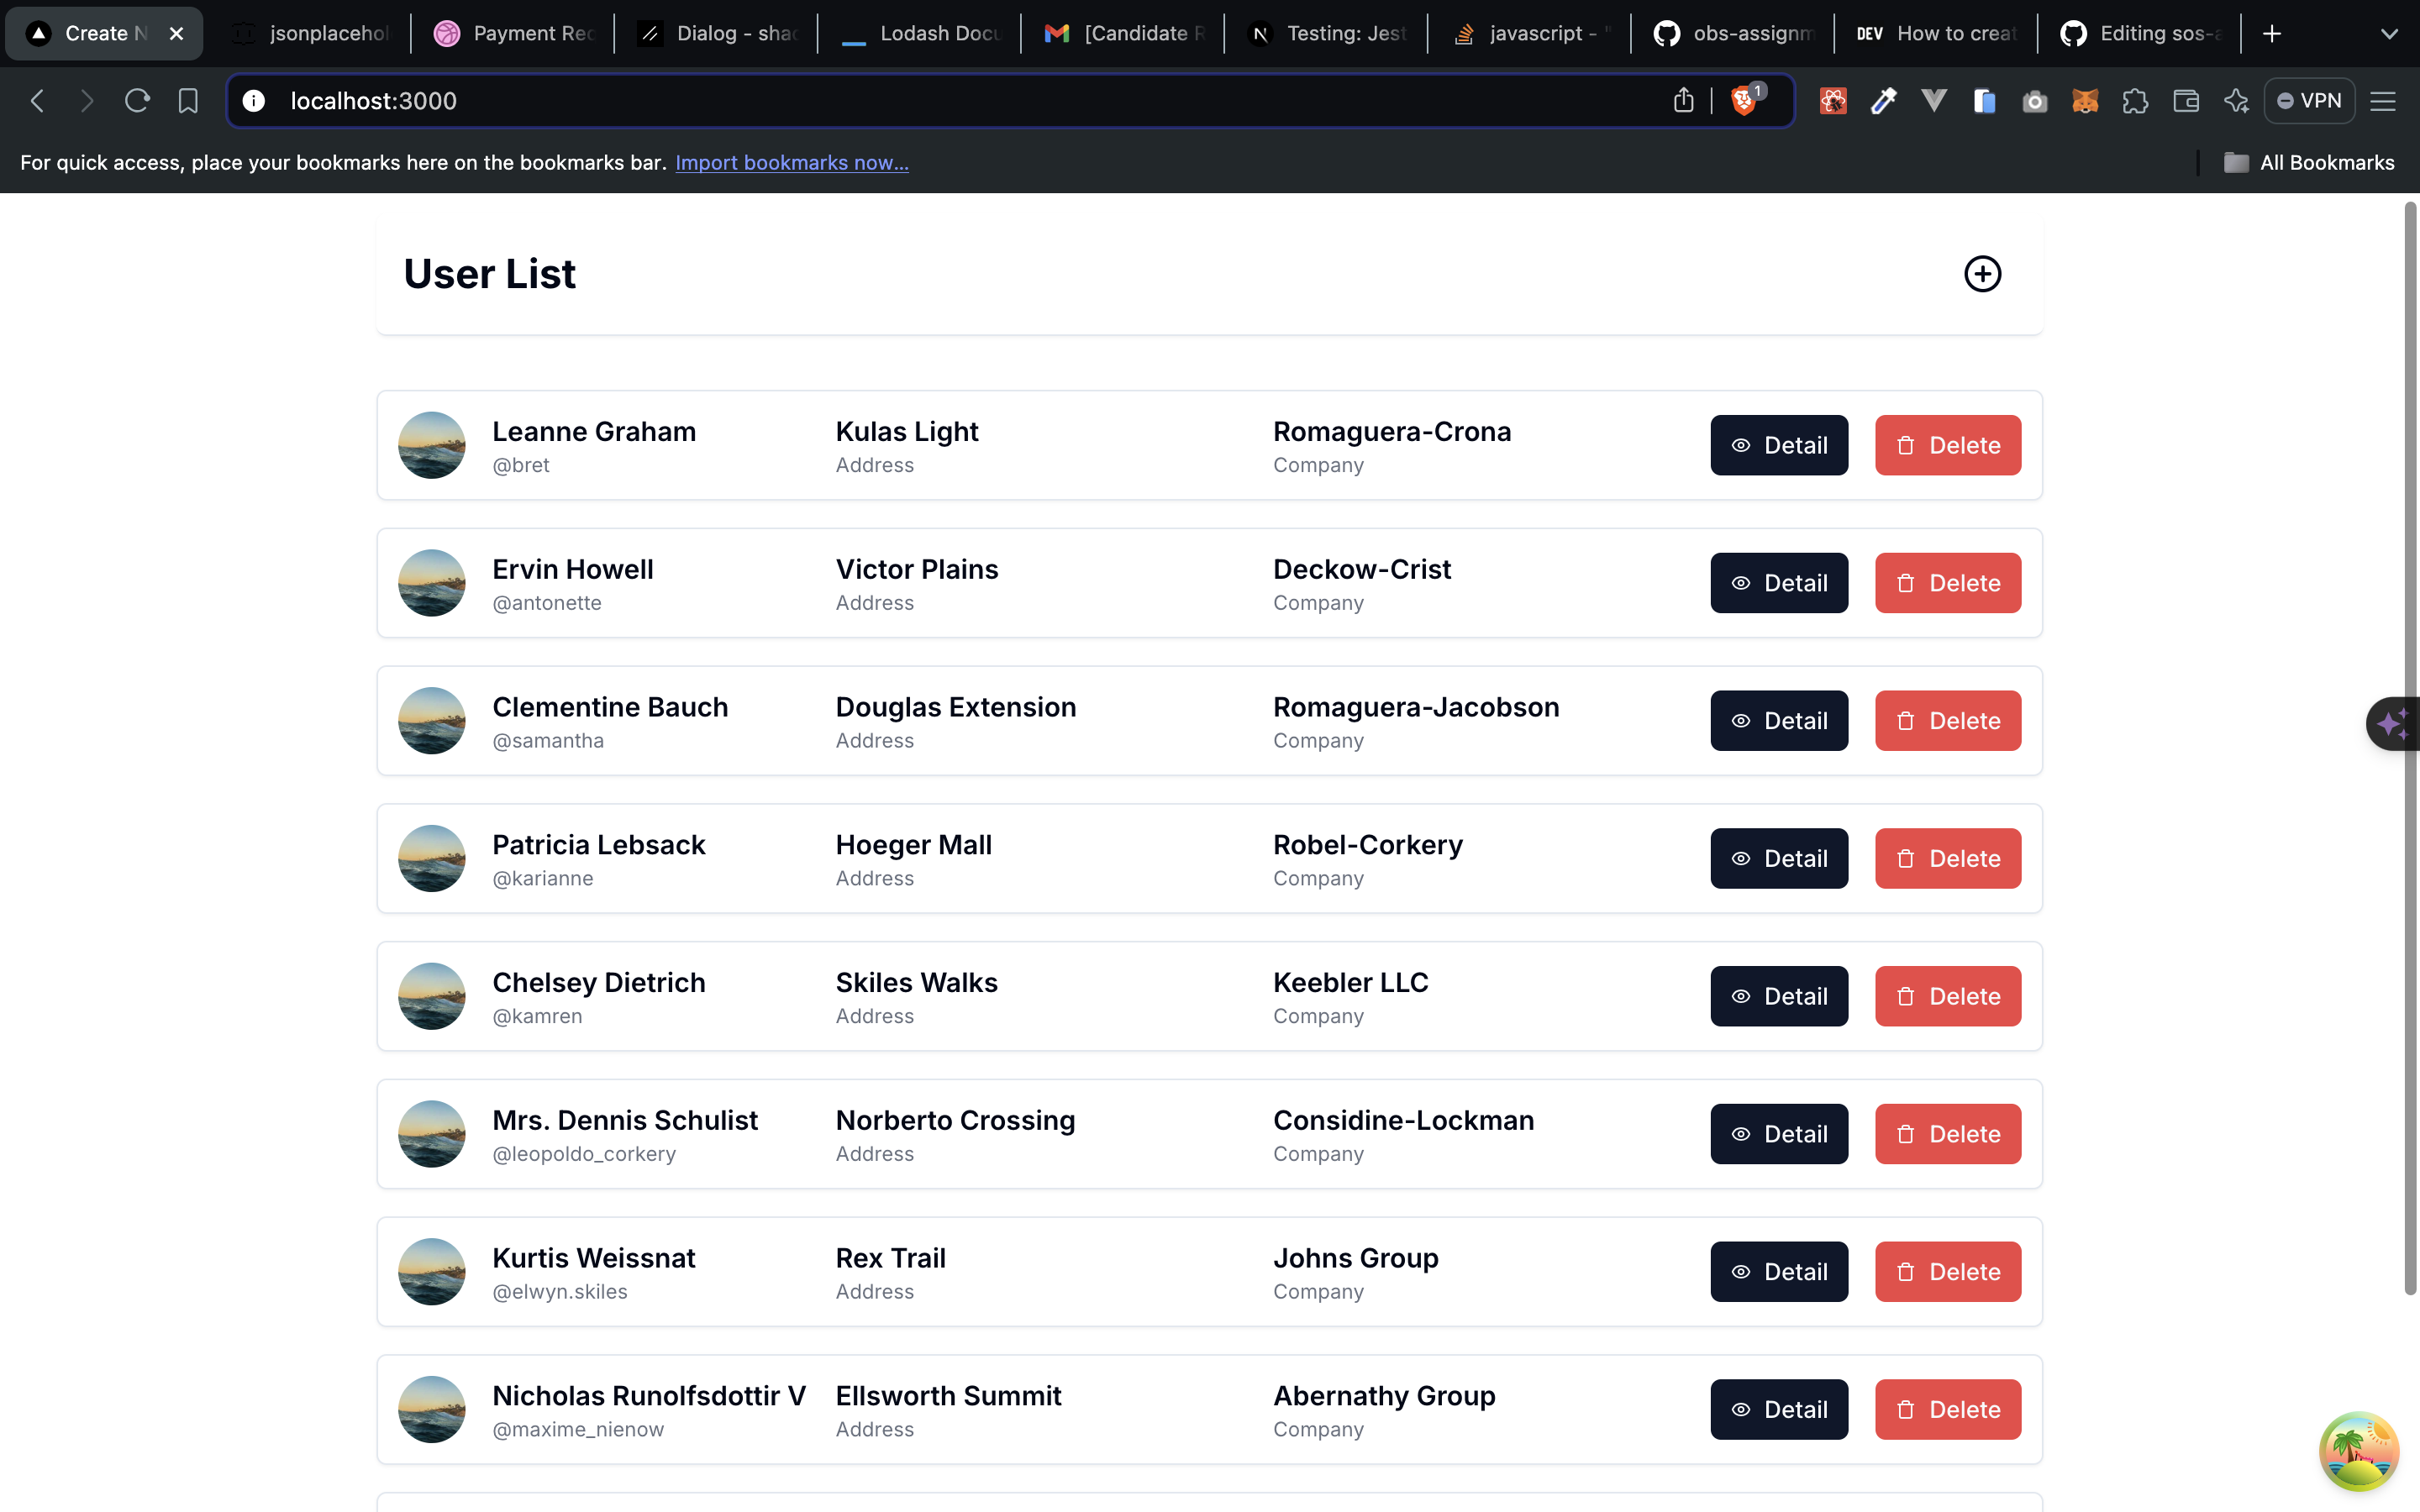 Create N
jsonplacehol
Payment Rec
Dialog - shad
Lodash Docu
[Candidate R
Testing: Jest
javascript - "
obs-assignm
DEV How to creat
Editing sos-a
localhost:3000
1
VPN
For quick access, place your bookmarks here on the bookmarks bar. Import bookmarks now...
All Bookmarks
User List
Leanne Graham Kulas Light Romaguera-Crona Detail Delete
@bret Address Company
Ervin Howell Victor Plains Deckow-Crist Detail Delete
@antonette Address Company
Clementine Bauch Douglas Extension Romaguera-Jacobson Detail Delete
@samantha Address Company
Patricia Lebsack Hoeger Mall Robel-Corkery Detail Delete
@karianne Address Company
Chelsey Dietrich Skiles Walks Keebler LLC Detail Delete
@kamren Address Company
Mrs. Dennis Schulist Norberto Crossing Considine-Lockman Detail Delete
@leopoldo_corkery Address Company
Kurtis Weissnat Rex Trail Johns Group Detail Delete
@elwyn.skiles Address Company
Nicholas Runolfsdottir V Ellsworth Summit Abernathy Group Detail Delete
@maxime_nienow Address Company